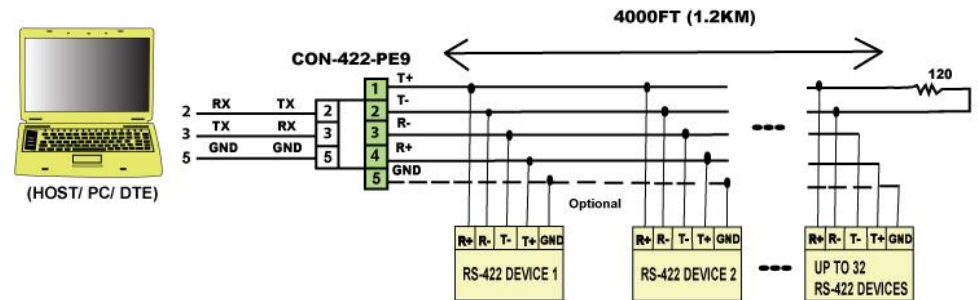 4000FT (1.2KM)
CON-422-PE9
120
1 T+
2 T-
3 R-
4 R+
5 GND
2 RX TX 2
3 TX RX 3
5 GND GND 5
(HOST/ PC/ DTE)
Optional
R+ R- T- T+ GND
RS-422 DEVICE 1
R+ R- T- T+ GND
RS-422 DEVICE 2
R+ R- T- T+ GND
UP TO 32
RS-422 DEVICES